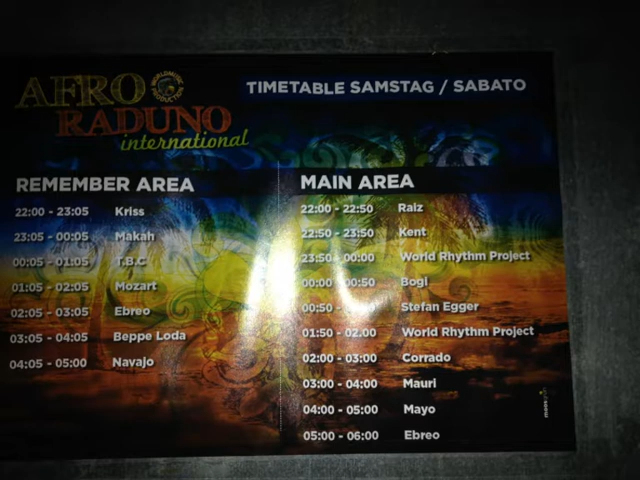 AFRO
RADUNO
international
WORLDMUSIC PRODUCTION
TIMETABLE SAMSTAG / SABATO
REMEMBER AREA
22:00 - 23:05 Kriss
23:05 - 00:05 Makah
00:05 - 01:05 T.B.C
01:05 - 02:05 Mozart
02:05 - 03:05 Ebreo
03:05 - 04:05 Beppe Loda
04:05 - 05:00 Navajo
MAIN AREA
22:00 - 22:50 Raiz
22:50 - 23:50 Kent
23:50 - 00:00 World Rhythm Project
00:00 - 00:50 Bogl
00:50 - Stefan Egger
01:50 - 02.00 World Rhythm Project
02:00 - 03:00 Corrado
03:00 - 04:00 Mauri
04:00 - 05:00 Mayo
05:00 - 06:00 Ebreo